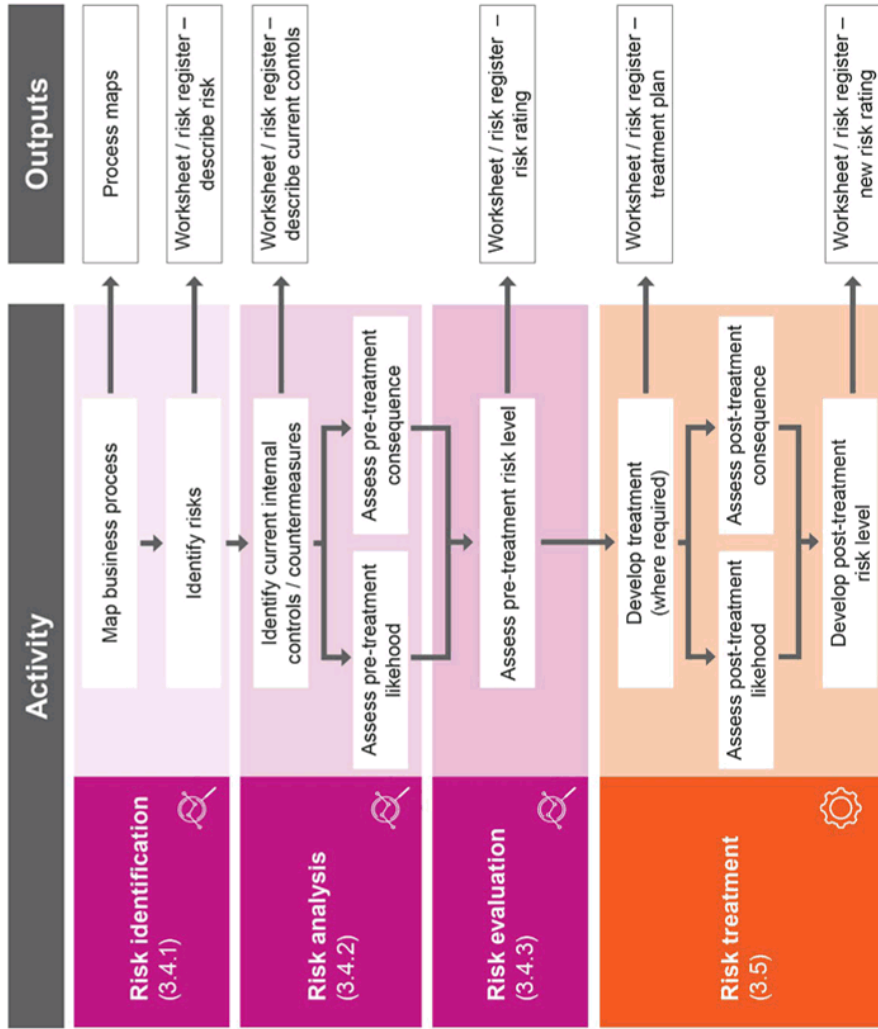 Activity
Outputs
Risk identification
(3.4.1)
Map business process
Process maps
Identify risks
Worksheet / risk register –
describe risk
Risk analysis
(3.4.2)
Identify current internal
controls / countermeasures
Worksheet / risk register –
describe current contols
Assess pre-treatment
likehood
Assess pre-treatment
consequence
Risk evaluation
(3.4.3)
Assess pre-treatment risk level
Worksheet / risk register –
risk rating
Risk treatment
(3.5)
Develop treatment
(where required)
Worksheet / risk register –
treatment plan
Assess post-treatment
likelihood
Assess post-treatment
consequence
Develop post-treatment
risk level
Worksheet / risk register –
new risk rating